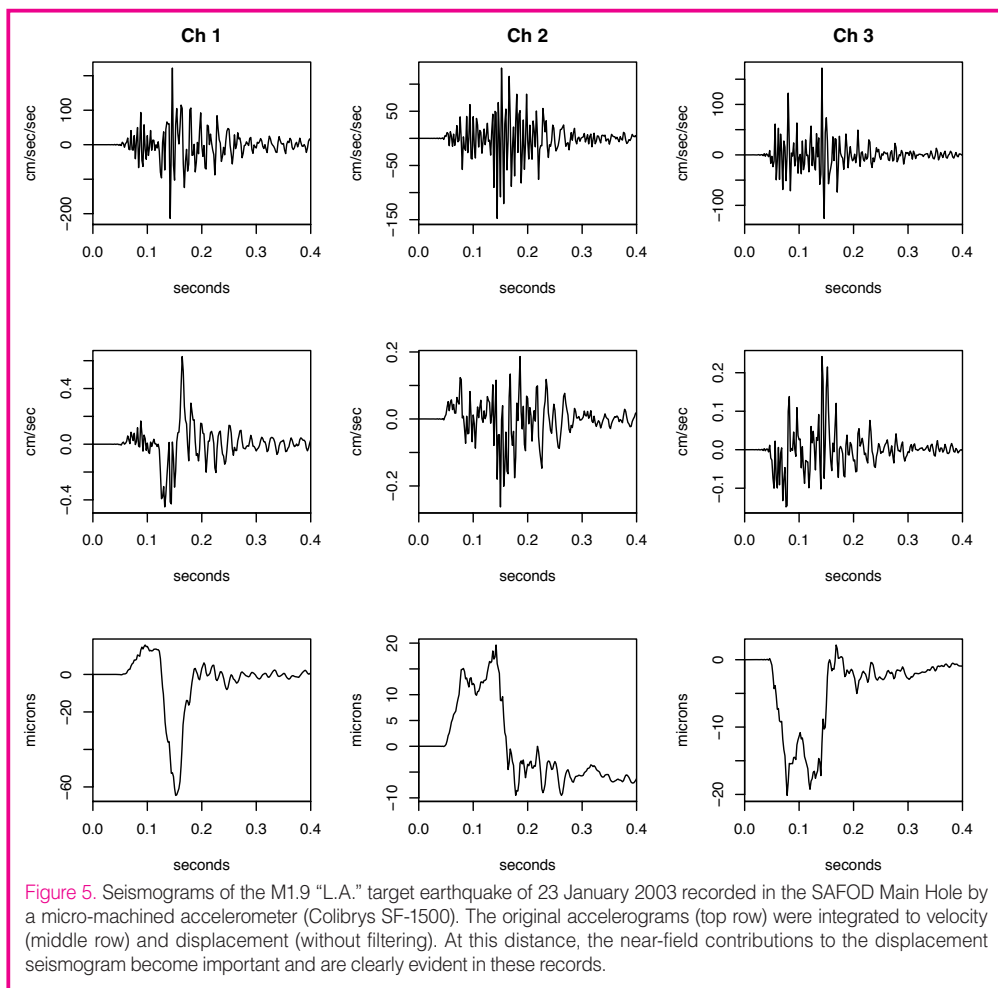 Ch 1
Ch 2
Ch 3
cm/sec/sec
100
0
−200
0.0 0.1 0.2 0.3 0.4
seconds
cm/sec/sec
50
−50
−150
0.0 0.1 0.2 0.3 0.4
seconds
cm/sec/sec
100
0
−100
0.0 0.1 0.2 0.3 0.4
seconds
cm/sec
0.4
0.0
−0.4
0.0 0.1 0.2 0.3 0.4
seconds
cm/sec
0.2
0.0
−0.2
0.0 0.1 0.2 0.3 0.4
seconds
cm/sec
0.2
0.1
0.0
−0.1
0.0 0.1 0.2 0.3 0.4
seconds
microns
0
−20
−60
0.0 0.1 0.2 0.3 0.4
seconds
microns
20
10
5
0
−10
0.0 0.1 0.2 0.3 0.4
seconds
microns
0
−10
−20
0.0 0.1 0.2 0.3 0.4
seconds
Figure 5. Seismograms of the M1.9 “L.A.” target earthquake of 23 January 2003 recorded in the SAFOD Main Hole by
a micro-machined accelerometer (Colibrys SF-1500). The original accelerograms (top row) were integrated to velocity
(middle row) and displacement (without filtering). At this distance, the near-field contributions to the displacement
seismogram become important and are clearly evident in these records.